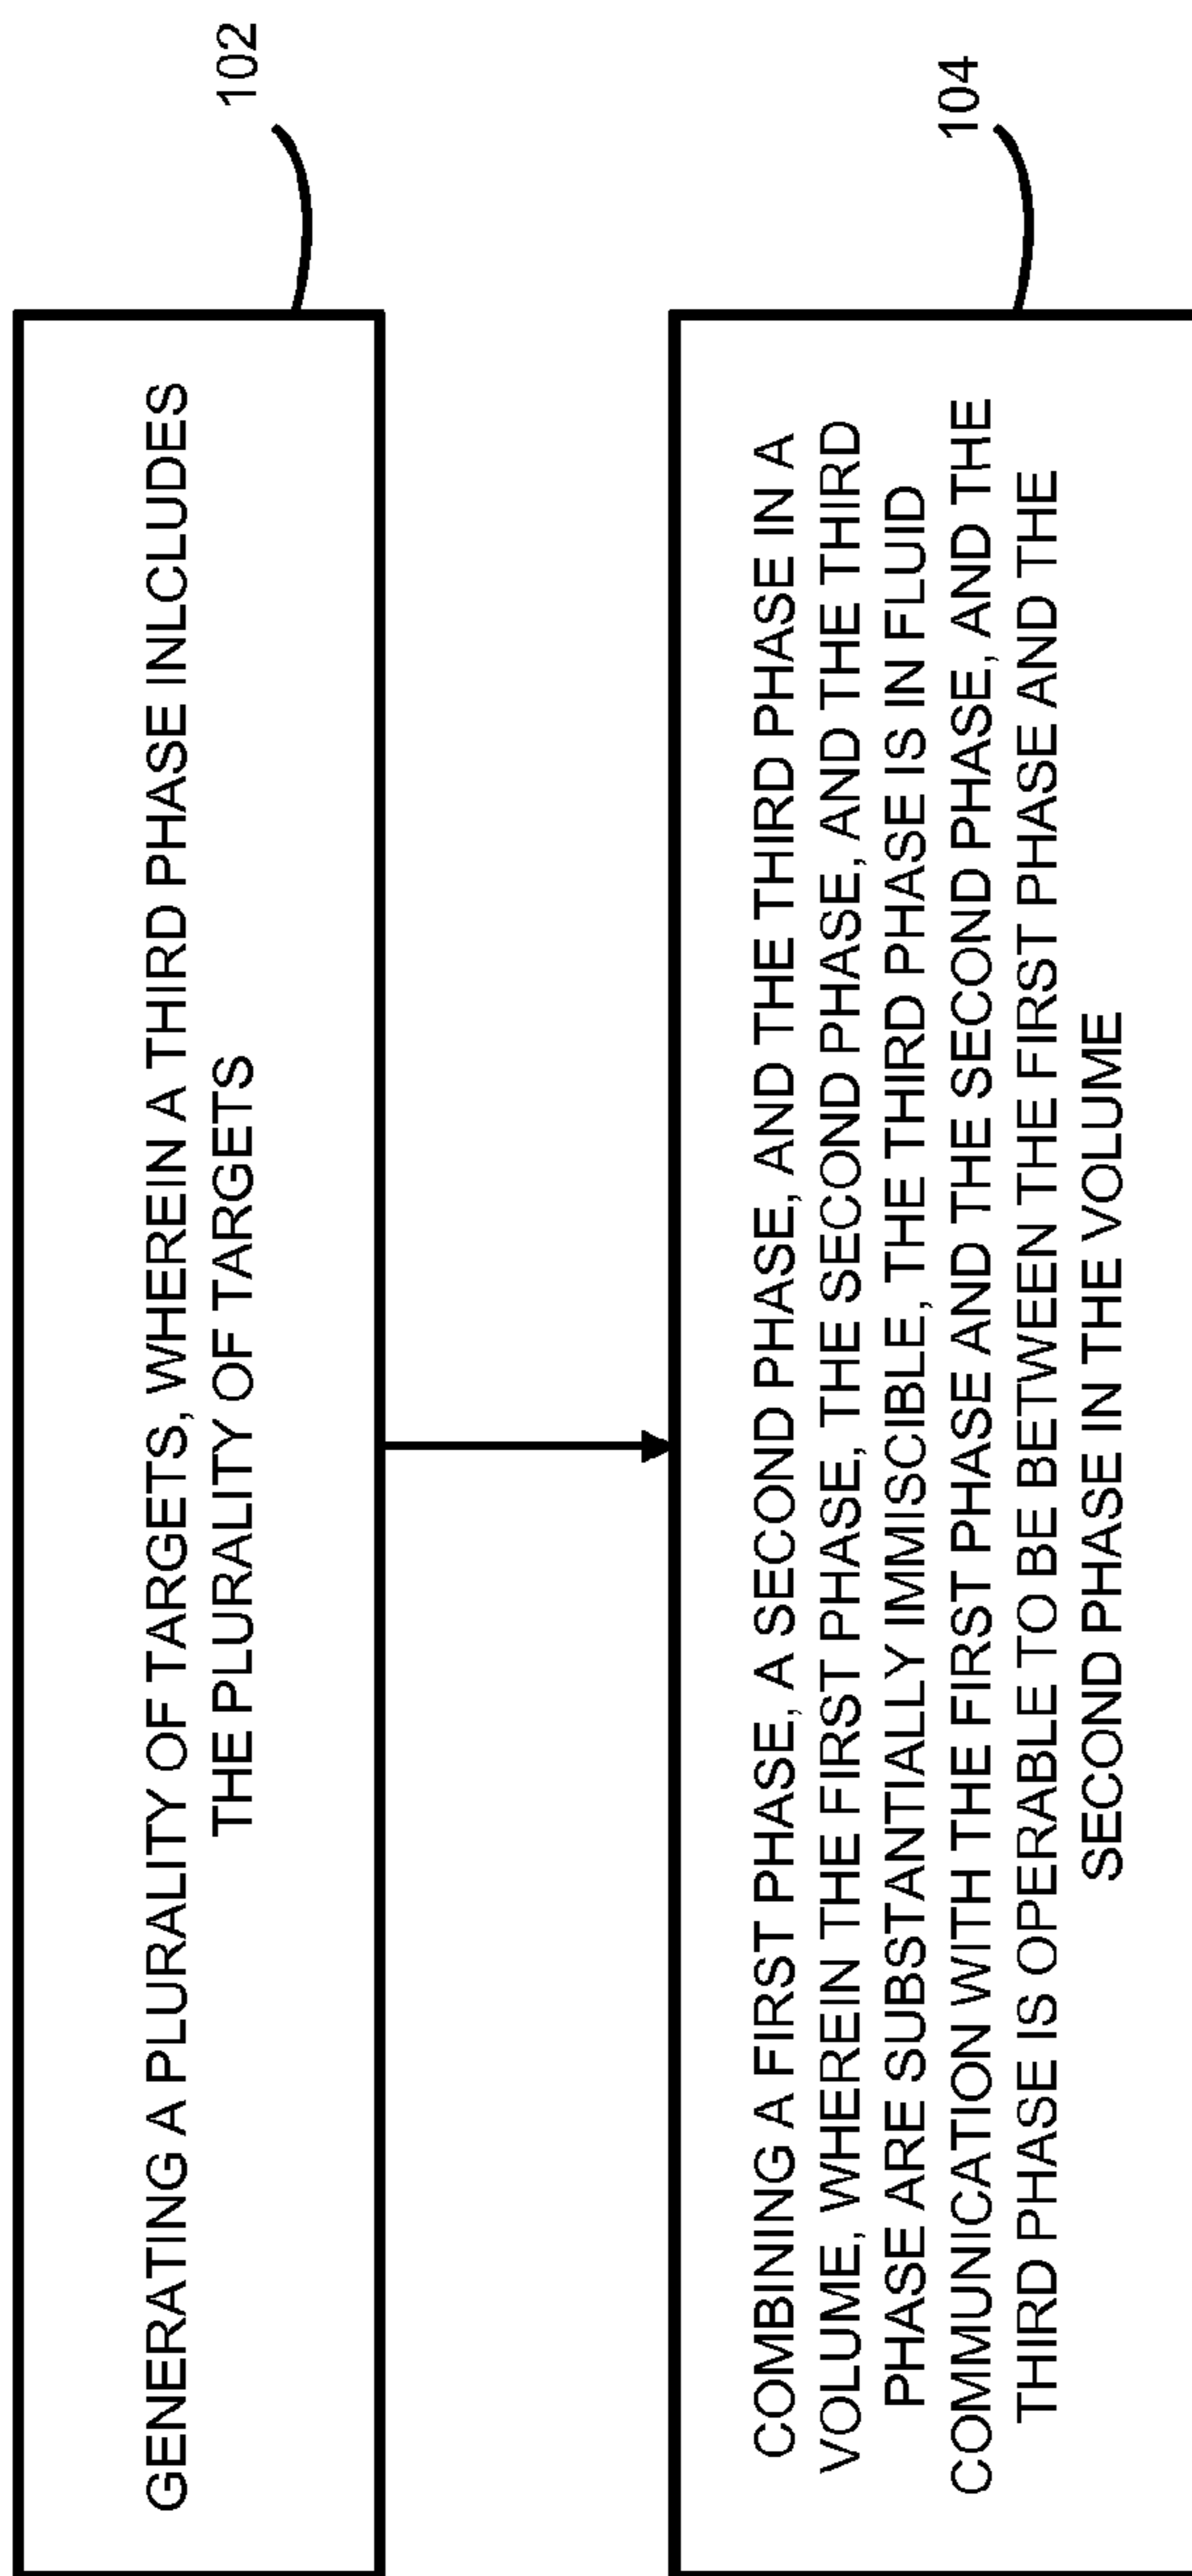 GENERATING A PLURALITY OF TARGETS, WHEREIN A THIRD PHASE INLCLUDES
THE PLURALITY OF TARGETS
102
COMBINING A FIRST PHASE, A SECOND PHASE, AND THE THIRD PHASE IN A
VOLUME, WHEREIN THE FIRST PHASE, THE SECOND PHASE, AND THE THIRD
PHASE ARE SUBSTANTIALLY IMMISCIBLE, THE THIRD PHASE IS IN FLUID
COMMUNICATION WITH THE FIRST PHASE AND THE SECOND PHASE, AND THE
THIRD PHASE IS OPERABLE TO BE BETWEEN THE FIRST PHASE AND THE
SECOND PHASE IN THE VOLUME
104